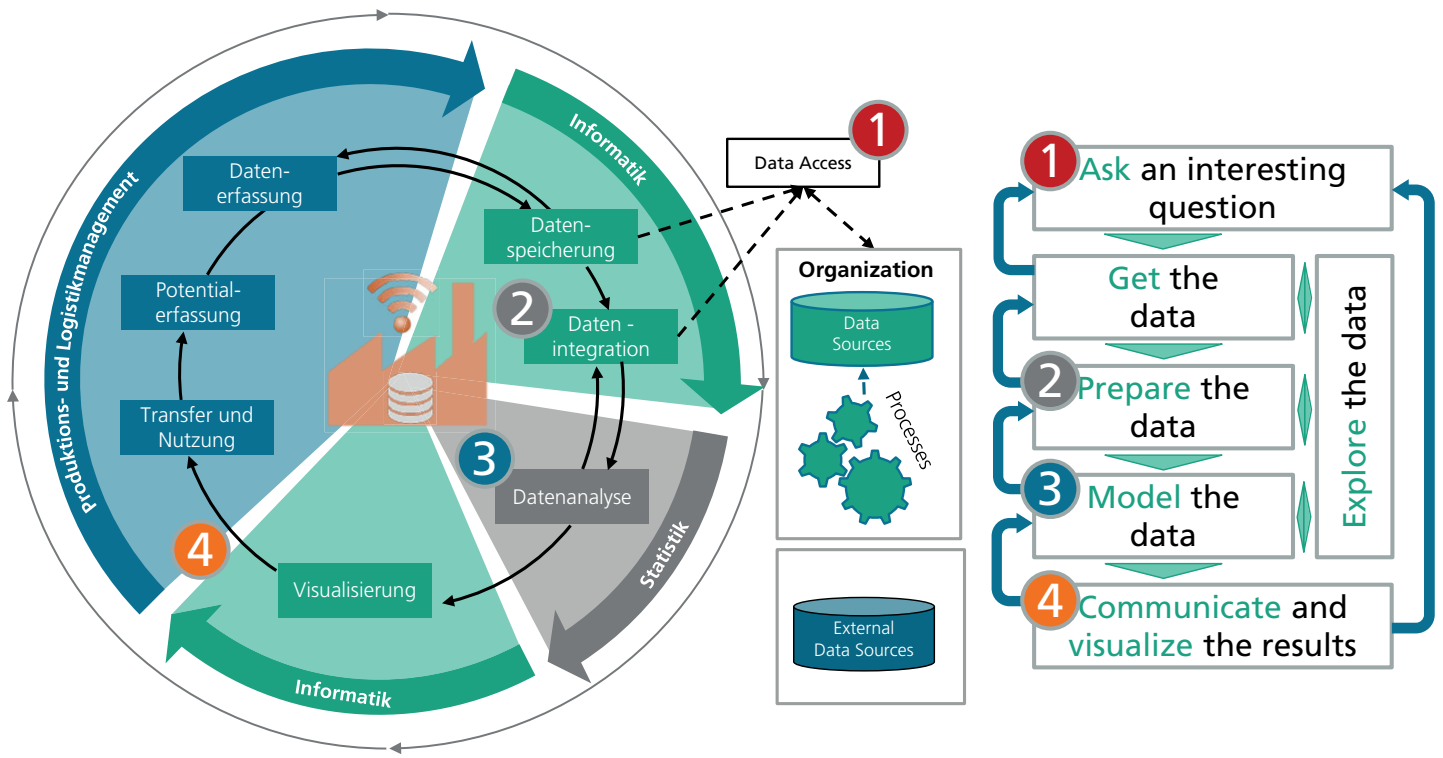 Produktions- und Logistikmanagement
Daten-
erfassung
Potential-
erfassung
Transfer und
Nutzung
4
Informatik
Daten-
speicherung
2
Daten -
integration
3
Datenanalyse
Statistik
Visualisierung
Informatik
1
Data Access
Organization
Data
Sources
Processes
External
Data Sources
1
Ask an interesting
question
Get the
data
2
Prepare the
data
3
Model the
data
4
Communicate and
visualize the results
Explore the data